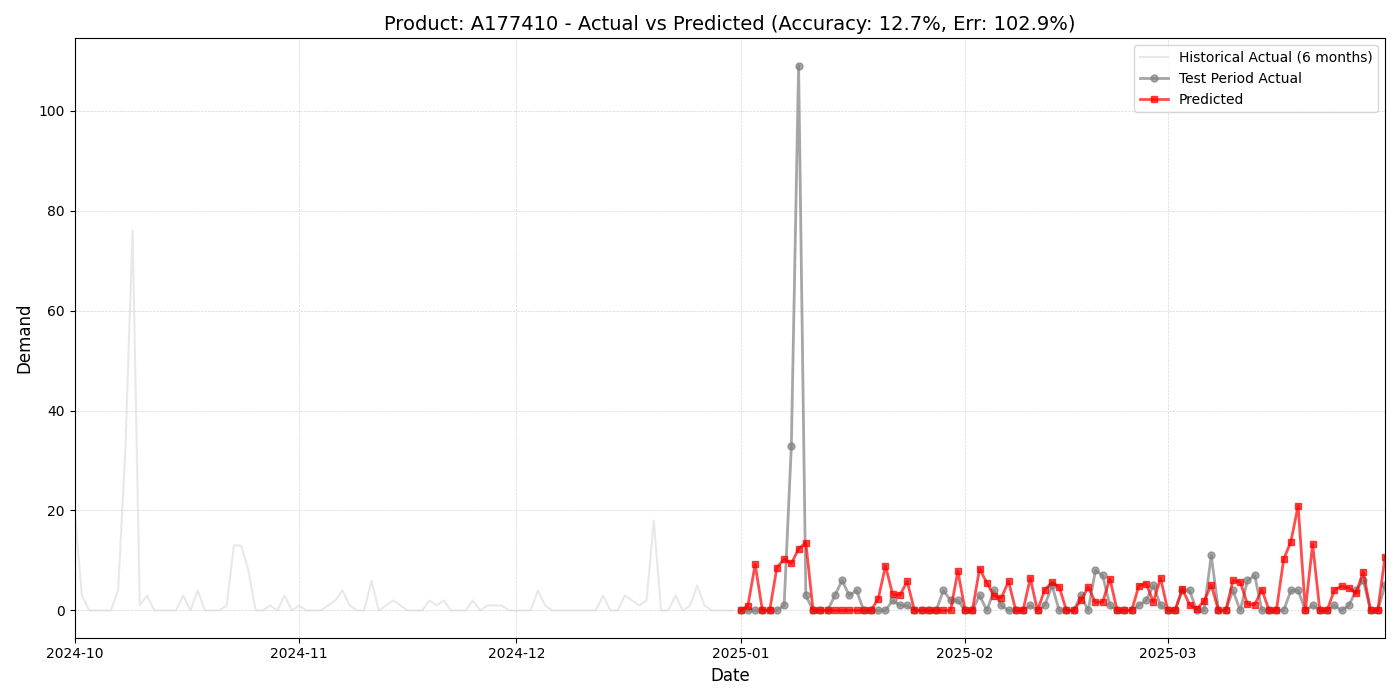 Product: A177410 - Actual vs Predicted (Accuracy: 12.7%, Err: 102.9%)
Historical Actual (6 months)
Test Period Actual
Predicted
100
80
60
40
20
0
Demand
2024-10
2024-11
2024-12
2025-01
2025-02
2025-03
Date